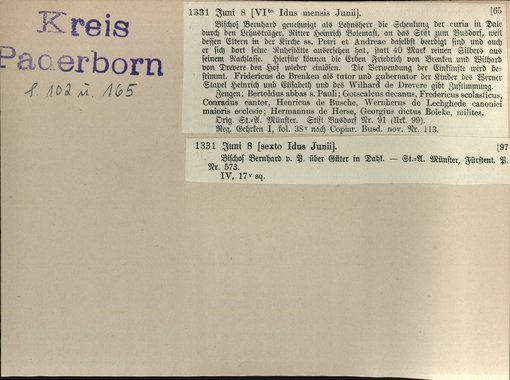 Kreis
Paderborn
S. 102 u. 165
1331 Juni 8 [VIto Idus mensis Junii]. [65
Bischof Bernhard genehmigt als Lehnsherr die Schenkung der curia in Dale
durch den Lehnsträger, Ritter Heinrich Bolemast, an das Stift zum Busdorf, weil
dessen Eltern in der Kirche ss. Petri et Andreae daselbst beerdigt sind und auch
er sich dort seine Ruhestätte ausersehen hat, statt 40 Mark reinen Silbers aus
seinem Nachlasse. Hierfür können die Erben Friedrich von Brenken und Wilhard
von Drevere den Hof wieder einlösen. Die Verwendung der Einkünfte wird be-
stimmt. Fridericus de Brenken als tutor und gubernator der Kinder des Werner
Stapel Heinrich und Elisabeth und des Wilhard de Drevere gibt Zustimmung.
Zeugen: Bertoldus abbas s. Pauli; Gotscalcus decanus, Fredericus scolasticus,
Conradus cantor, Henricus de Busche, Wernherus de Lechghede canonici
maioris ecclesie; Hermannus de Herse, Georgius dictus Boleke, milites.
Orig. St.-A. Münster. Stift Busdorf Nr. 91 (Urk. 99).
Reg. Gehrken I, fol. 38v nach Copiar. Busd. nov. Nr. 113.
1331 Juni 8 [sexto Idus Junii]. [97
Bischof Bernhard v. P. über Güter in Dahl. — St.-A. Münster, Fürstent. P.
Nr. 573.
IV, 17v sq.